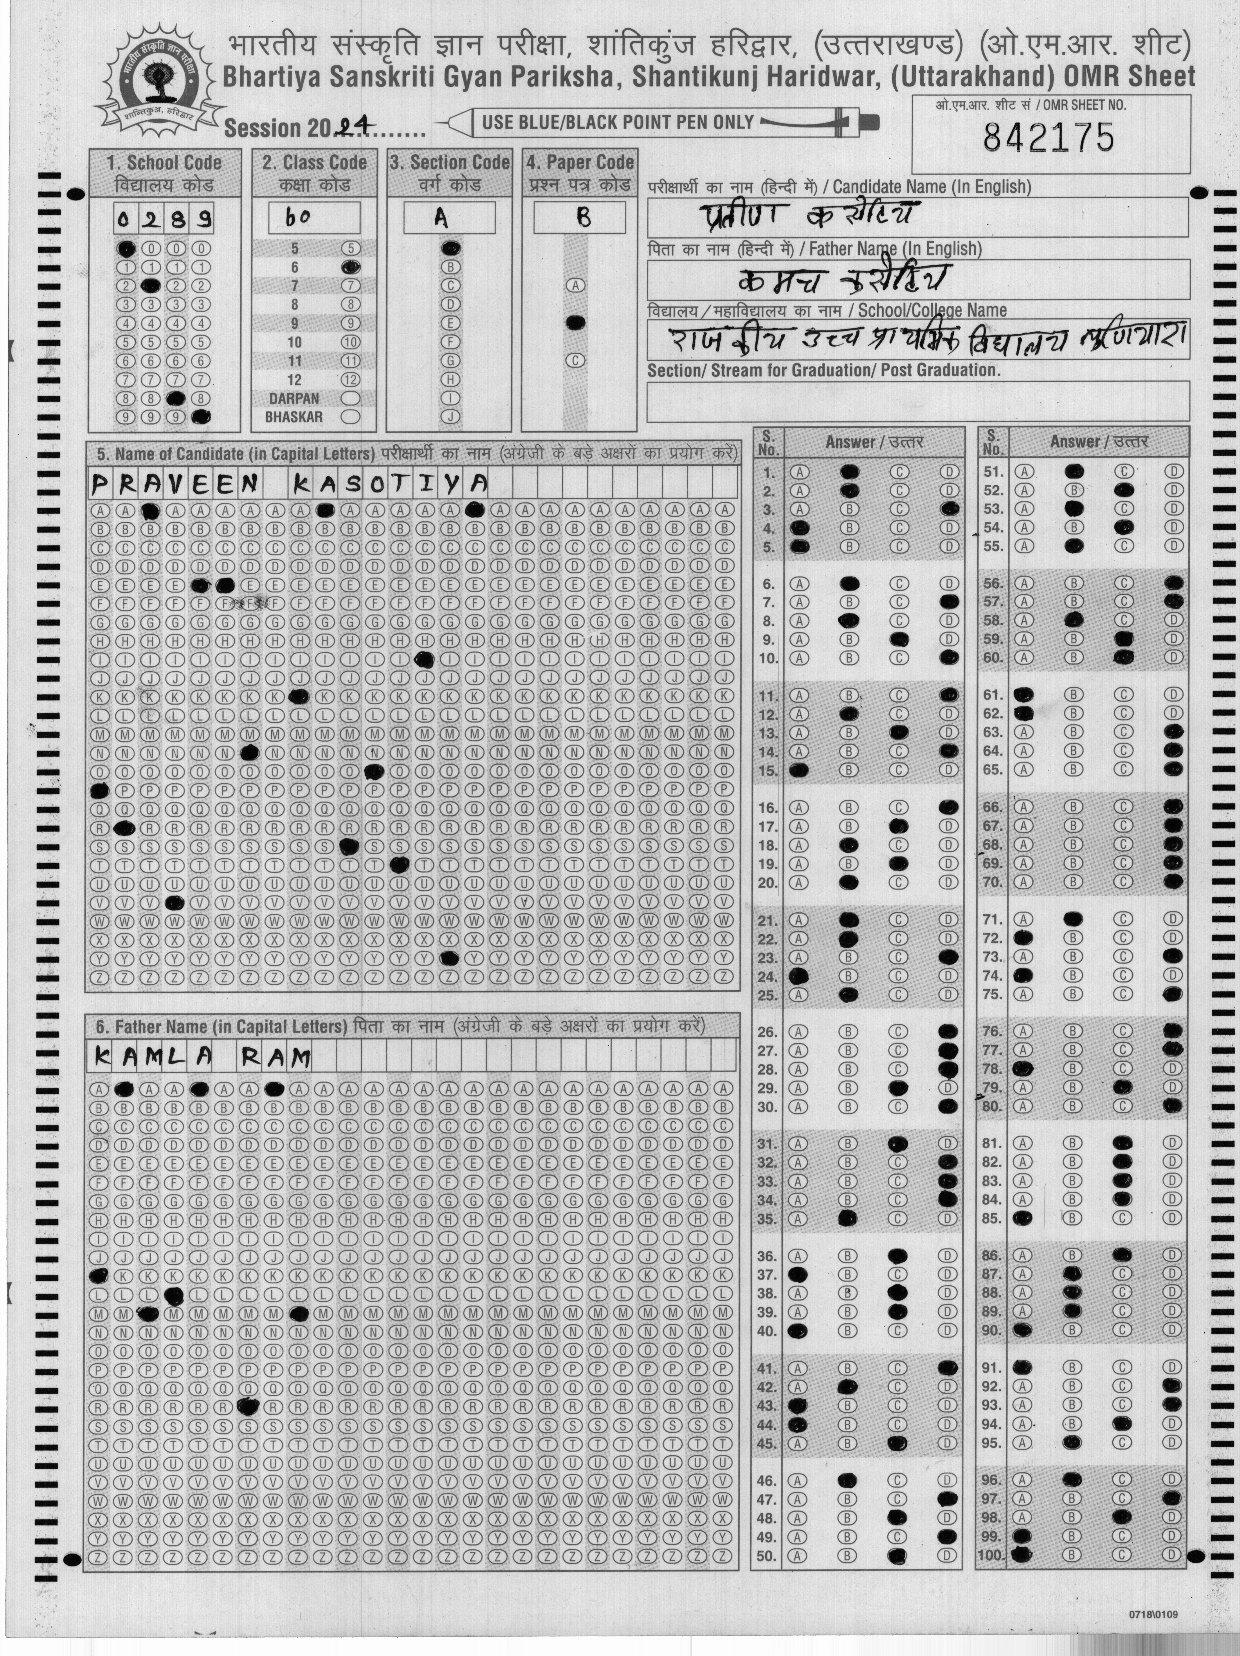 भारतीय संस्कृति ज्ञान परीक्षा, शांतिकुंज हरिद्वार, (उत्तराखण्ड) (ओ.एम.आर. शीट)
Bhartiya Sanskriti Gyan Pariksha, Shantikunj Haridwar, (Uttarakhand) OMR Sheet
Session 2024..........
USE BLUE/BLACK POINT PEN ONLY
ओ.एम.आर. शीट सं / OMR SHEET NO.
842175
1. School Code
विद्यालय कोड
0289
2. Class Code
कक्षा कोड
60
5
6
7
8
9
10
11
12
DARPAN
BHASKAR
3. Section Code
वर्ग कोड
A
4. Paper Code
प्रश्न पत्र कोड
B
परीक्षार्थी का नाम (हिन्दी में) / Candidate Name (In English)
पिता का नाम (हिन्दी में) / Father Name (In English)
विद्यालय / महाविद्यालय का नाम / School/College Name
राजकीय उच्च प्राथमिक विद्यालय
Section/ Stream for Graduation/ Post Graduation.
5. Name of Candidate (in Capital Letters) परीक्षार्थी का नाम (अंग्रेजी के बड़े अक्षरों का प्रयोग करें)
PRAVEEN KASOTIYA
6. Father Name (in Capital Letters) पिता का नाम (अंग्रेजी के बड़े अक्षरों का प्रयोग करें)
KAMLA RAM
S. No. Answer / उत्तर
S. No. Answer / उत्तर
0718\0109